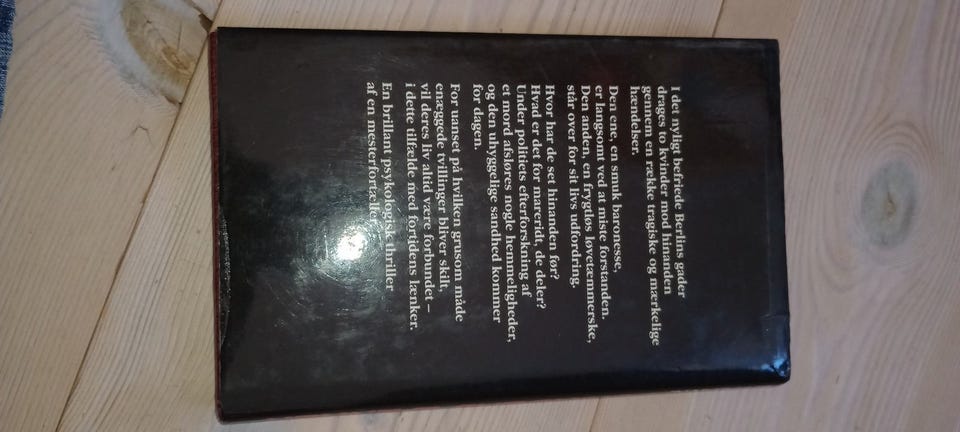 I det nyligt befriede Berlins gader
drages to kvinder mod hinanden
gennem en række tragiske og mærkelige
hændelser.
Den ene, en smuk baronesse,
er langsomt ved at miste forstanden.
Den anden, en frygtløs løvetæmmerske,
står over for sit livs udfordring.
Hvor har de set hinanden før?
Hvad er det for mareridt, de deler?
Under politiets efterforskning af
et mord afsløres nogle hemmeligheder,
og den uhyggelige sandhed kommer
for dagen.
For uanset på hvilken grusom måde
enæggede tvillinger bliver skilt,
vil deres liv altid være forbundet –
i dette tilfælde med fortidens lænker.
En brillant psykologisk thriller
af en mesterfortæller